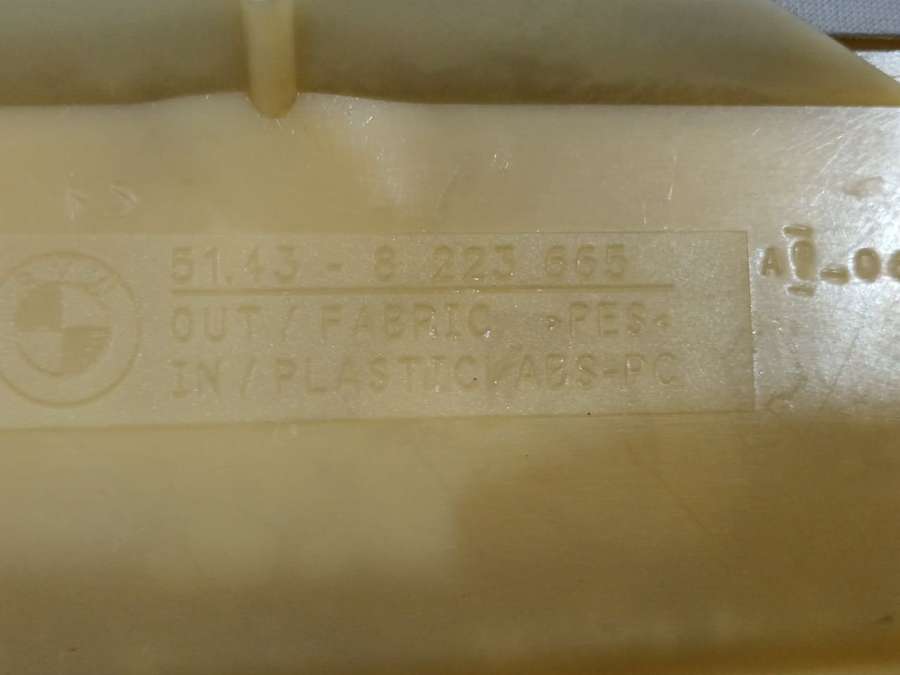 51.43 - 8 223 665
OUT / FABRIC >PES<
IN / PLASTIC ABS-PC